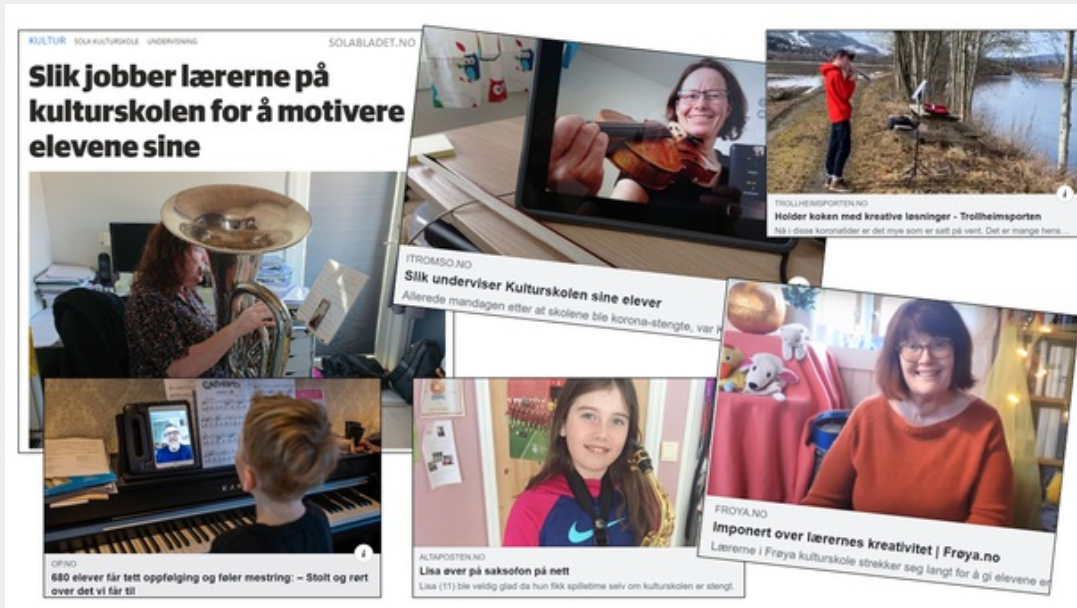 KULTUR SOLA KULTURSKOLE UNDERVISNING
SOLABLADET.NO
Slik jobber lærerne på
kulturskolen for å motivere
elevene sine
ITROMSO.NO
Slik underviser Kulturskolen sine elever
Allerede mandagen etter at skolene ble korona-stengte, var K
TROLLHEIMSPORTEN.NO
Holder koken med kreative løsninger - Trollheimsporten
Nå i disse koronatider er det mye som er satt på vent. Det er mange hens...
OP.NO
680 elever får tett oppfølging og føler mestring: – Stolt og rørt
over det vi får til
ALTAPOSTEN.NO
Lisa øver på saksofon på nett
Lisa (11) ble veldig glad da hun fikk spilletime selv om kulturskolen er stengt.
FROYA.NO
Imponert over lærernes kreativitet | Frøya.no
Lærerne i Frøya kulturskole strekker seg langt for å gi elevene en